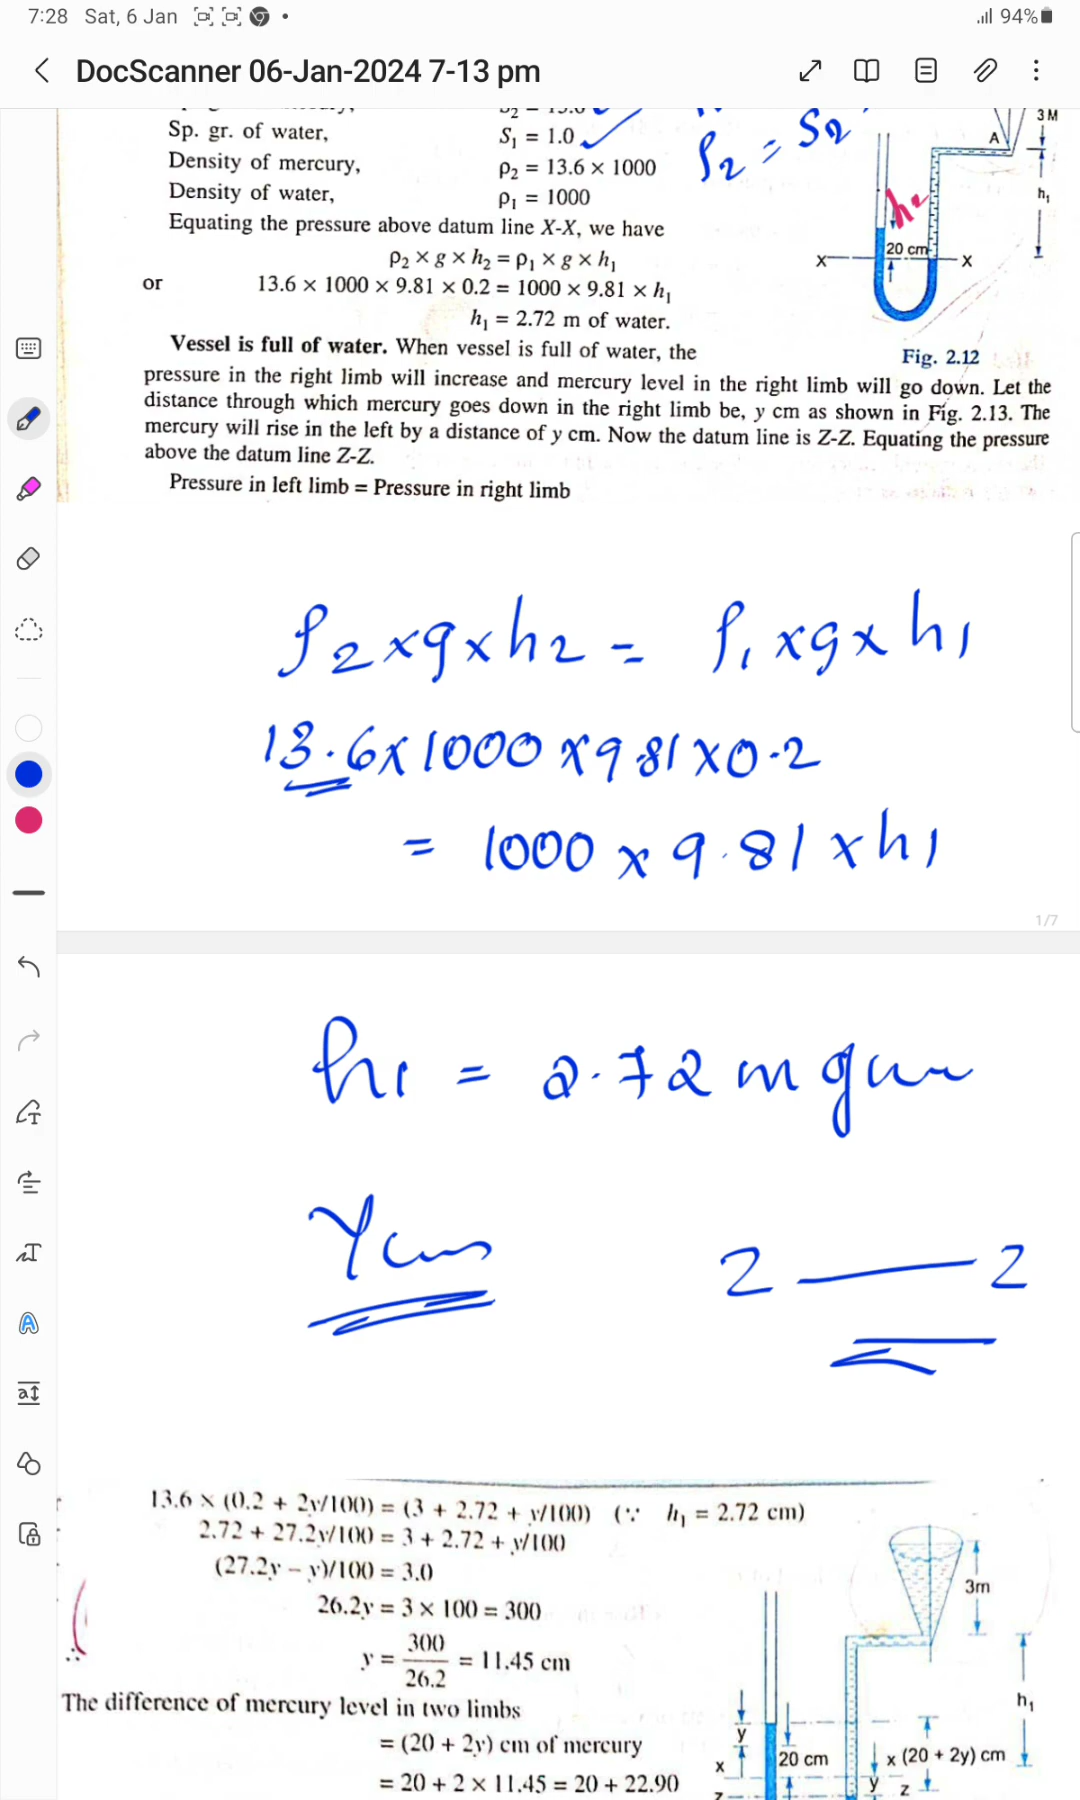 7:28 Sat, 6 Jan
94%
DocScanner 06-Jan-2024 7-13 pm
Sp. gr. of water, S₁ = 1.0
Density of mercury, ρ₂ = 13.6 × 1000
Density of water, ρ₁ = 1000
ρ₂ = S₂
Equating the pressure above datum line X-X, we have
ρ₂ × g × h₂ = ρ₁ × g × h₁
or 13.6 × 1000 × 9.81 × 0.2 = 1000 × 9.81 × h₁
h₁ = 2.72 m of water.
3 M
A
h₁
h₂
20 cm
X X
Fig. 2.12
Vessel is full of water. When vessel is full of water, the
pressure in the right limb will increase and mercury level in the right limb will go down. Let the
distance through which mercury goes down in the right limb be, y cm as shown in Fig. 2.13. The
mercury will rise in the left by a distance of y cm. Now the datum line is Z-Z. Equating the pressure
above the datum line Z-Z.
Pressure in left limb = Pressure in right limb
ρ₂ × g × h₂ = ρ₁ × g × h₁
13.6 × 1000 × 9.81 × 0.2
= 1000 × 9.81 × h₁
1/7
h₁ = 2.72 m
Y cm
Z — Z
13.6 × (0.2 + 2y/100) = (3 + 2.72 + y/100) (∵ h₁ = 2.72 cm)
2.72 + 27.2y/100 = 3 + 2.72 + y/100
(27.2y – y)/100 = 3.0
26.2y = 3 × 100 = 300
y = 300/26.2 = 11.45 cm
The difference of mercury level in two limbs
= (20 + 2y) cm of mercury
= 20 + 2 × 11.45 = 20 + 22.90
3m
h₁
y
20 cm
x (20 + 2y) cm
x
y z
z